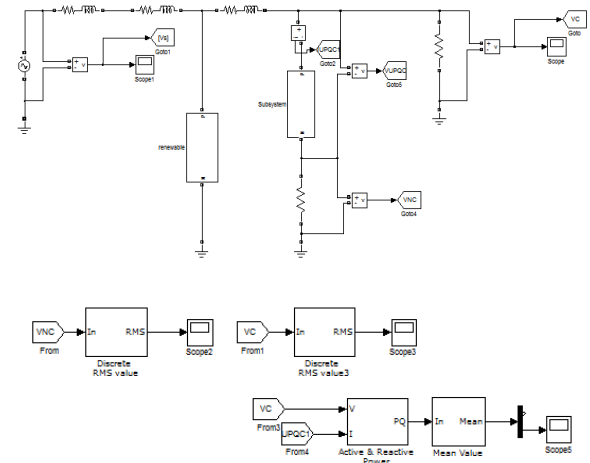 VC
Goto
[Vs]
Goto1
Scope1
+
-
v
UPQC1
Goto2
+
-
v
VUPQC
Goto5
+
-
v
Scope
Subsystem
renewable
+
-
v
VNC
Goto4
VNC
From
In
RMS
Discrete
RMS value
Scope2
VC
From1
In
RMS
Discrete
RMS value3
Scope3
VC
From3
UPQC1
From4
V
I
PQ
Active & Reactive
Power
In
Mean
Mean Value
Scope5